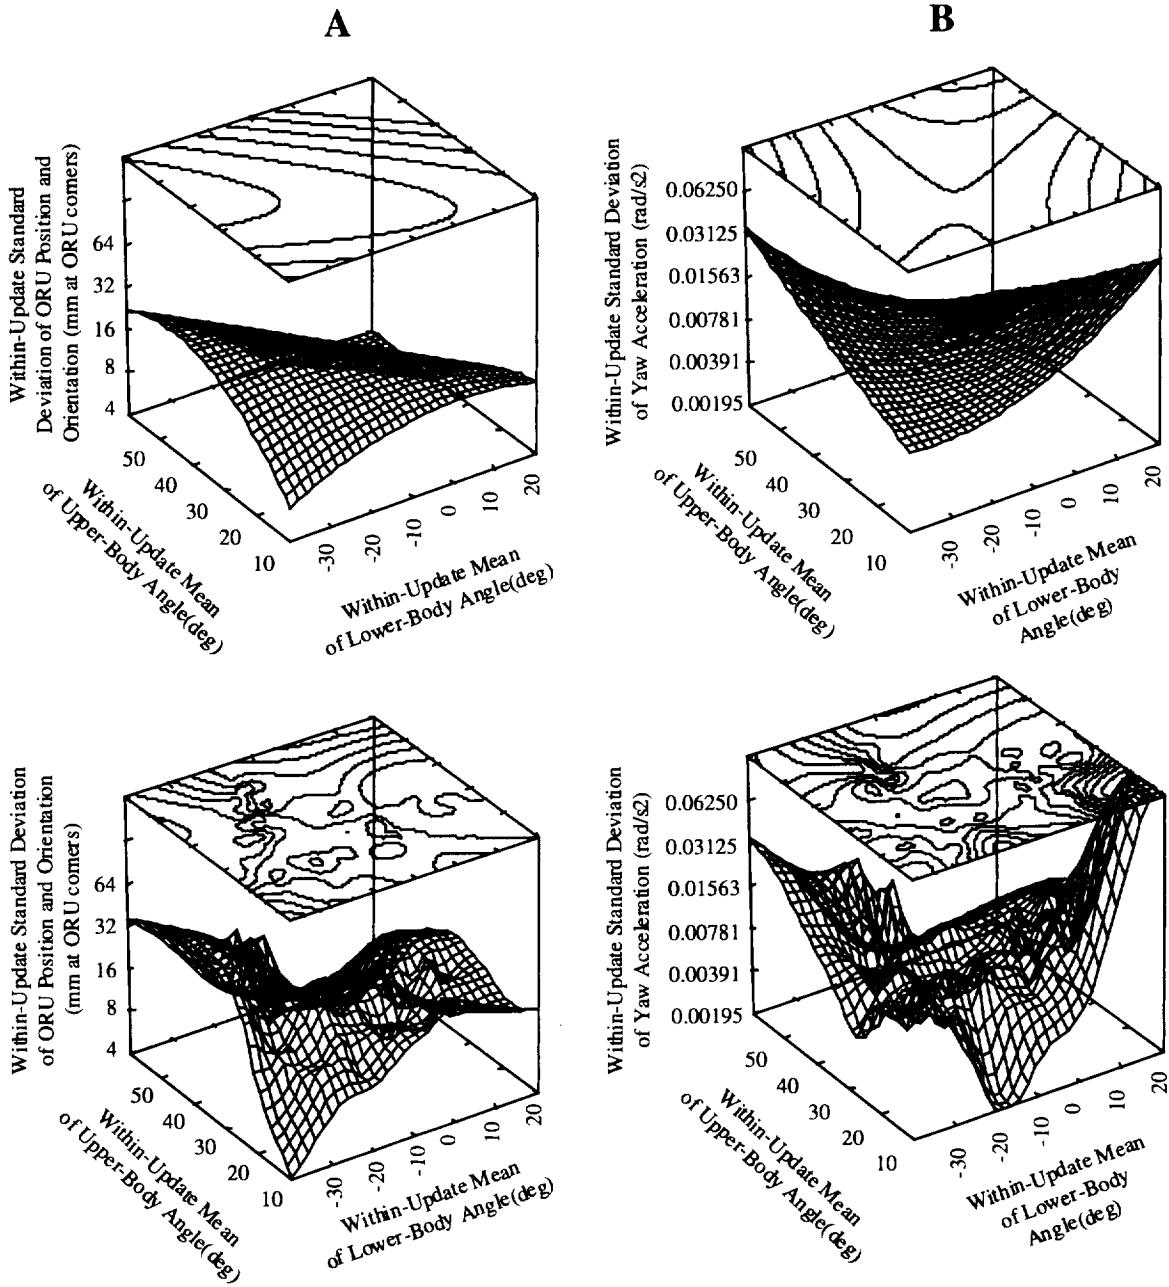 A
B
Within-Update Standard
Deviation of ORU Position and
Orientation (mm at ORU corners)
64
32
16
8
4
50
40
30
20
10
Within-Update Mean
of Upper-Body Angle(deg)
-30
-20
-10
0
10
20
Within-Update Mean
of Lower-Body Angle(deg)
Within-Update Standard Deviation
of Yaw Acceleration (rad/s2)
0.06250
0.03125
0.01563
0.00781
0.00391
0.00195
50
40
30
20
10
Within-Update Mean
of Upper-Body Angle(deg)
-30
-20
-10
0
10
20
Within-Update Mean
of Lower-Body
Angle(deg)
Within-Update Standard Deviation
of ORU Position and Orientation
(mm at ORU corners)
64
32
16
8
4
50
40
30
20
10
Within-Update Mean
of Upper-Body Angle(deg)
-30
-20
-10
0
10
20
Within-Update Mean
of Lower-Body Angle(deg)
Within-Update Standard Deviation
of Yaw Acceleration (rad/s2)
0.06250
0.03125
0.01563
0.00781
0.00391
0.00195
50
40
30
20
10
Within-Update Mean
of Upper-Body Angle(deg)
-30
-20
-10
0
10
20
Within-Update Mean
of Lower-Body
Angle(deg)